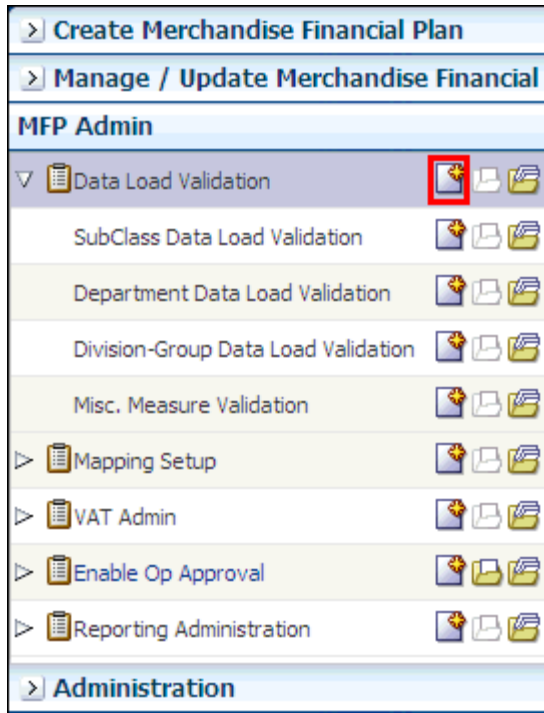 Create Merchandise Financial Plan
Manage / Update Merchandise Financial
MFP Admin
Data Load Validation
SubClass Data Load Validation
Department Data Load Validation
Division-Group Data Load Validation
Misc. Measure Validation
Mapping Setup
VAT Admin
Enable Op Approval
Reporting Administration
Administration